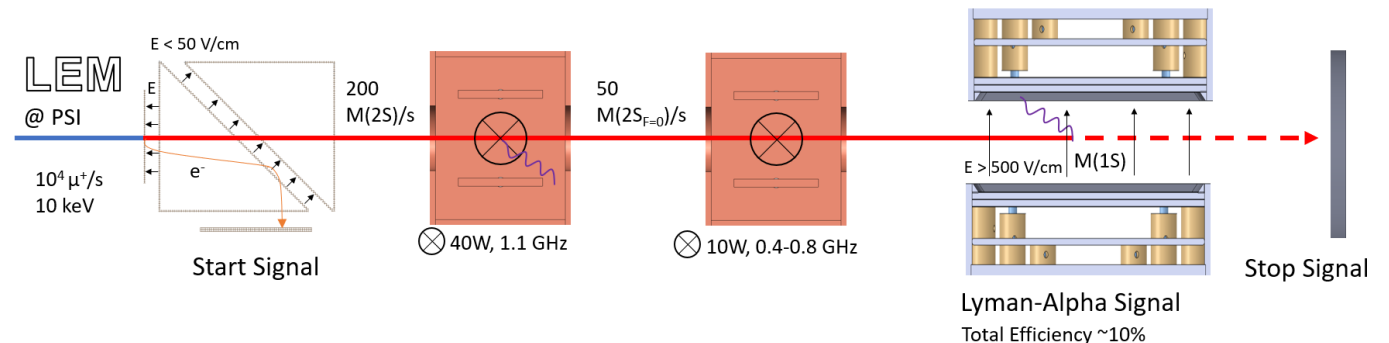 LEM
@ PSI
10⁴ μ⁺/s
10 keV
E < 50 V/cm
E
e⁻
Start Signal
200
M(2S)/s
40W, 1.1 GHz
50
M(2S_F=0)/s
10W, 0.4-0.8 GHz
E > 500 V/cm
M(1S)
Lyman-Alpha Signal
Total Efficiency ~10%
Stop Signal